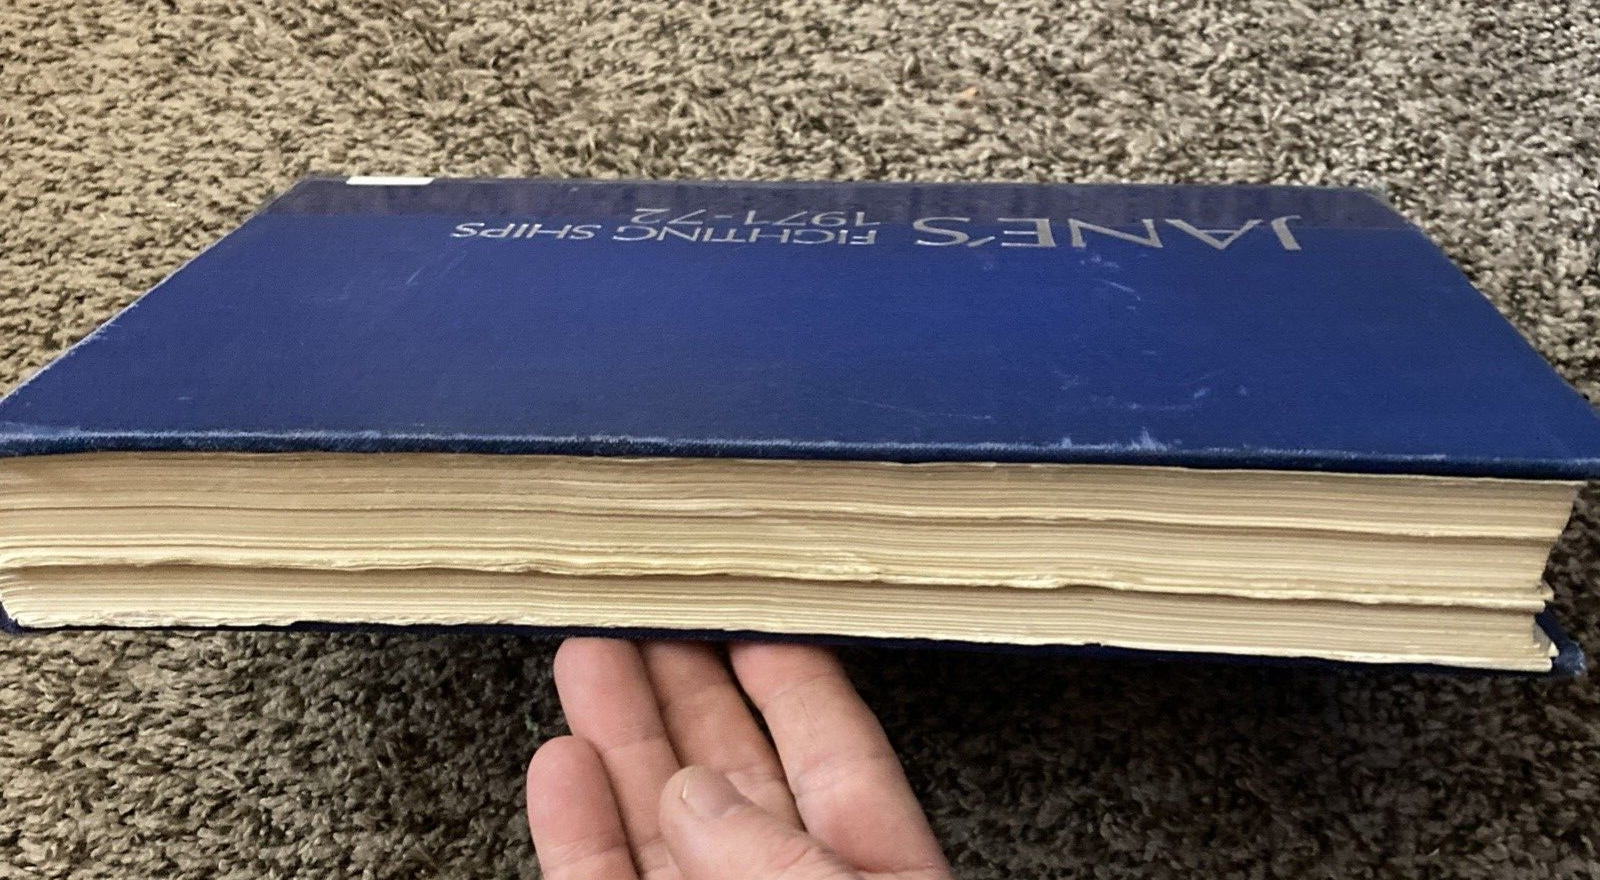 JANE'S FIGHTING SHIPS
1971-72